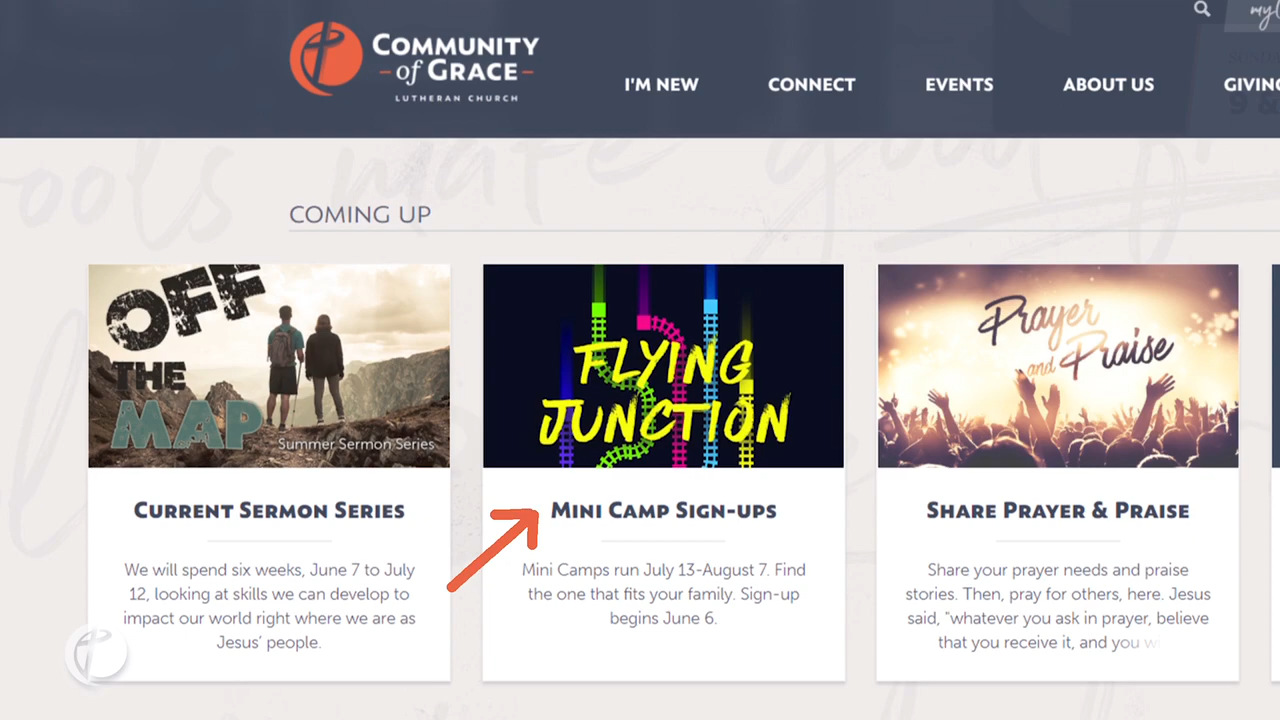 COMMUNITY
of GRACE
LUTHERAN CHURCH
I'M NEW
CONNECT
EVENTS
ABOUT US
COMING UP
OFF
THE
MAP
Summer Sermon Series
CURRENT SERMON SERIES
We will spend six weeks, June 7 to July
12, looking at skills we can develop to
impact our world right where we are as
Jesus’ people.
FLYING
JUNCTION
MINI CAMP SIGN-UPS
Mini Camps run July 13-August 7. Find
the one that fits your family. Sign-up
begins June 6.
Prayer
and Praise
SHARE PRAYER & PRAISE
Share your prayer needs and praise
stories. Then, pray for others, here. Jesus
said, "whatever you ask in prayer, believe
that you receive it, and you